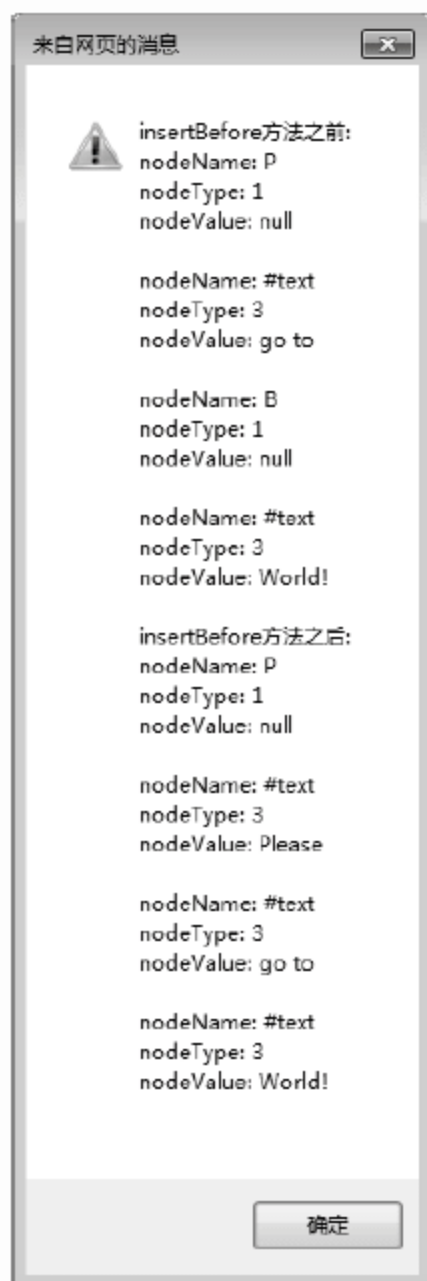 来自网页的消息
insertBefore方法之前:
nodeName: P
nodeType: 1
nodeValue: null
nodeName: #text
nodeType: 3
nodeValue: go to
nodeName: B
nodeType: 1
nodeValue: null
nodeName: #text
nodeType: 3
nodeValue: World!
insertBefore方法之后:
nodeName: P
nodeType: 1
nodeValue: null
nodeName: #text
nodeType: 3
nodeValue: Please
nodeName: #text
nodeType: 3
nodeValue: go to
nodeName: #text
nodeType: 3
nodeValue: World!
确定